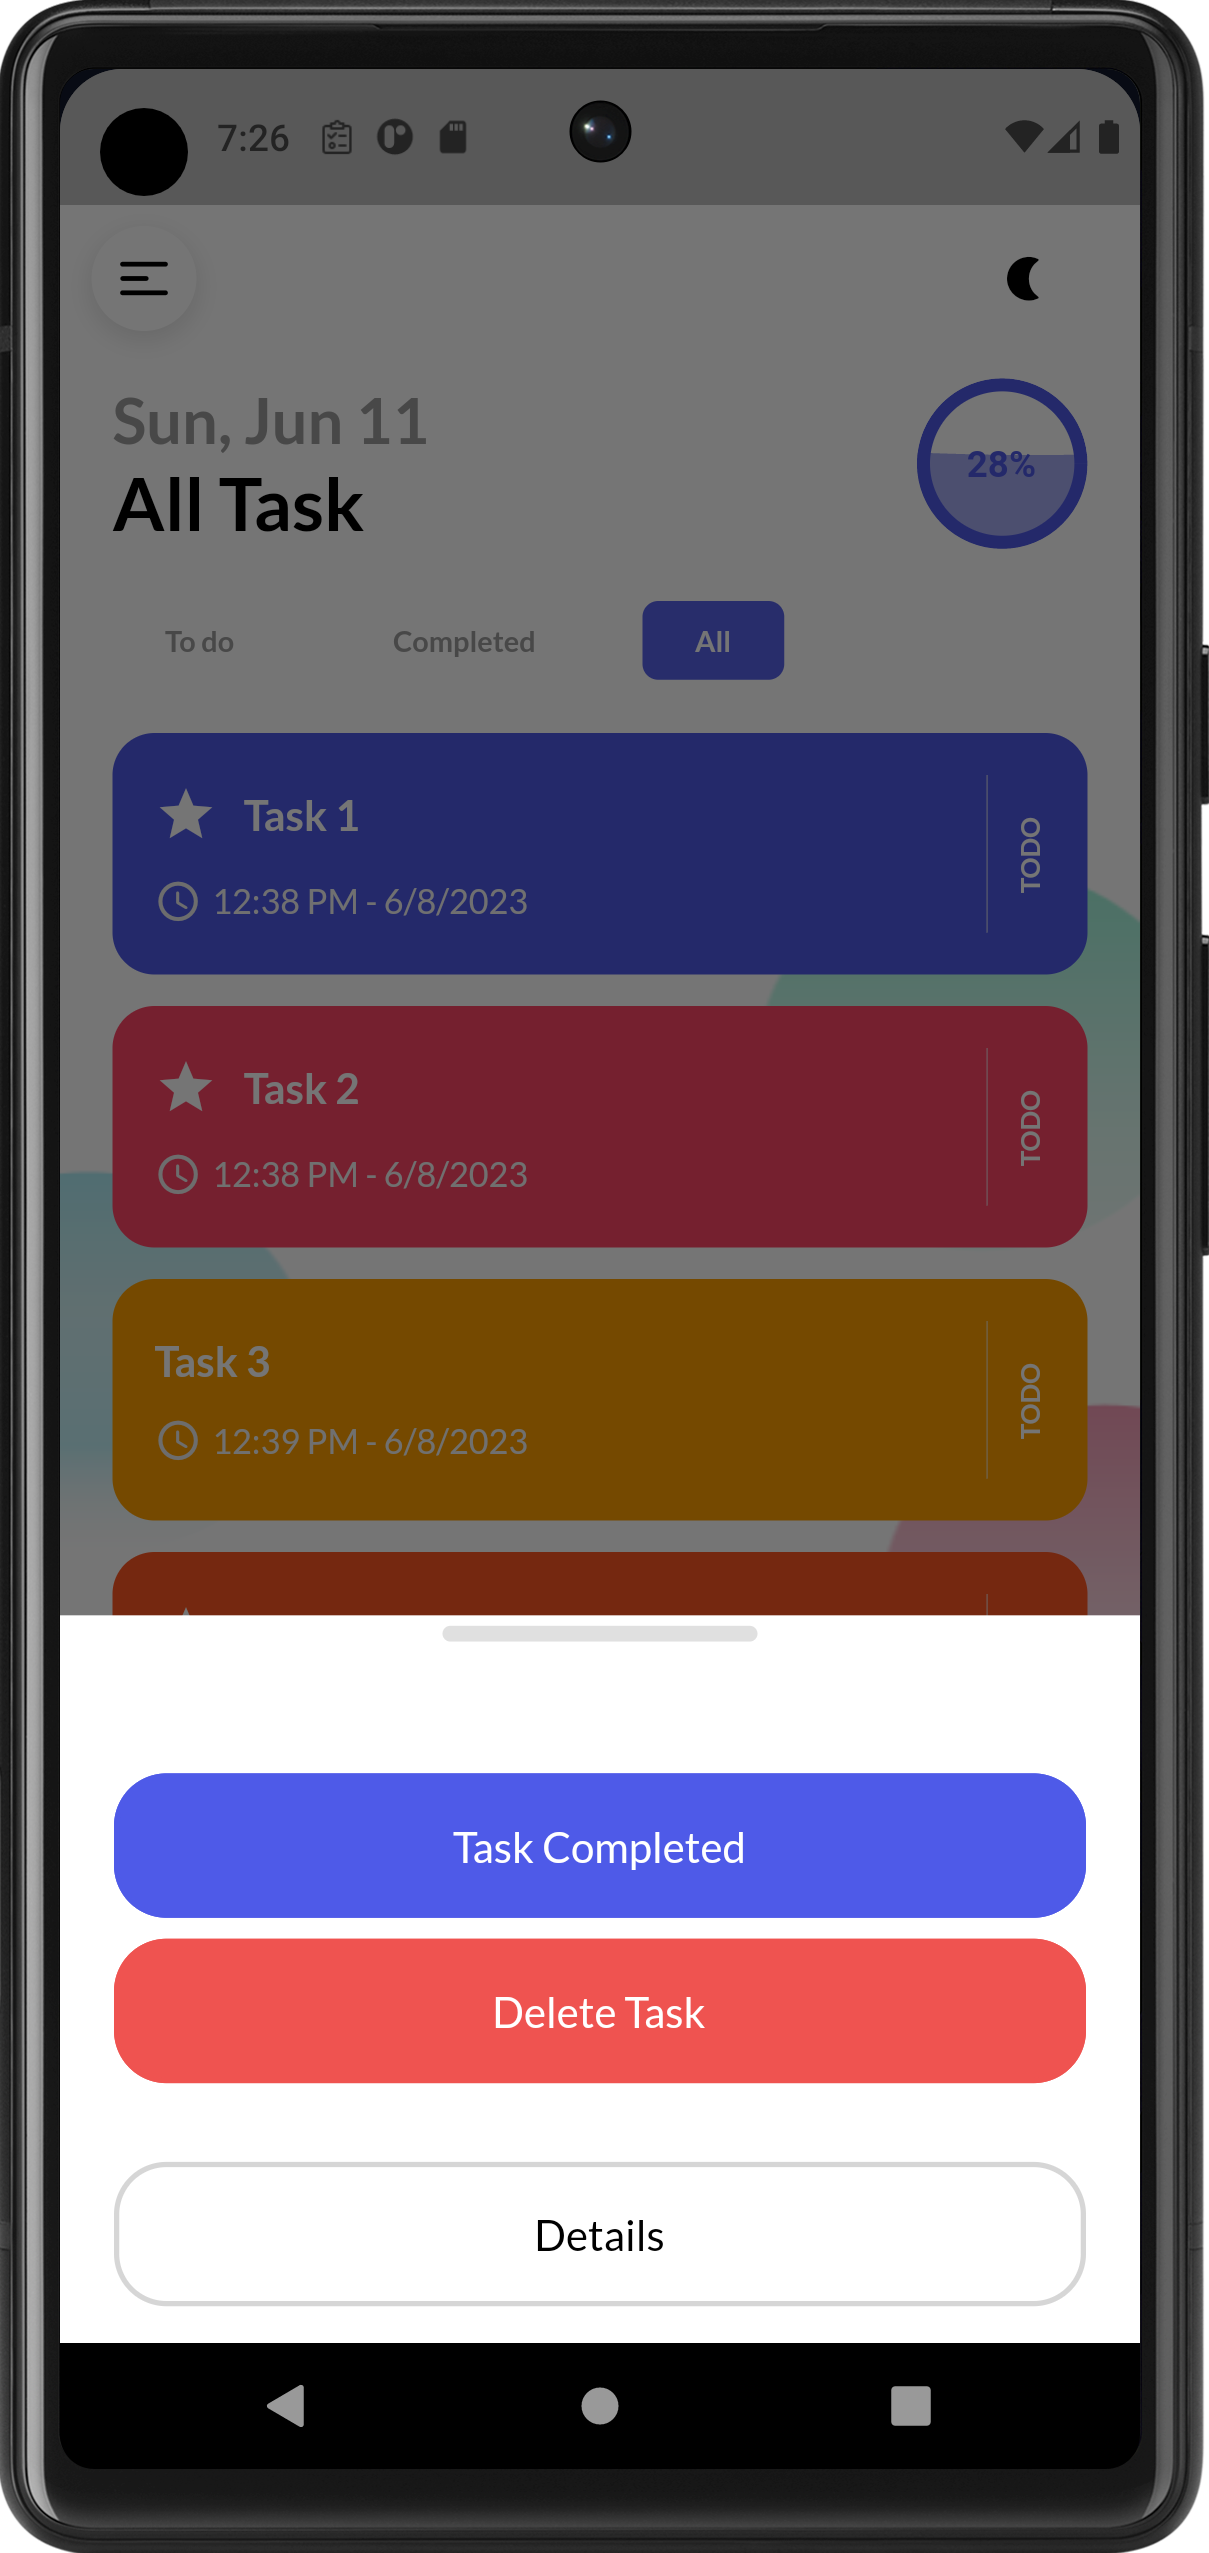 7:26
Sun, Jun 11
All Task
28%
To do
Completed
All
Task 1
12:38 PM - 6/8/2023
TODO
Task 2
12:38 PM - 6/8/2023
TODO
Task 3
12:39 PM - 6/8/2023
TODO
Task Completed
Delete Task
Details